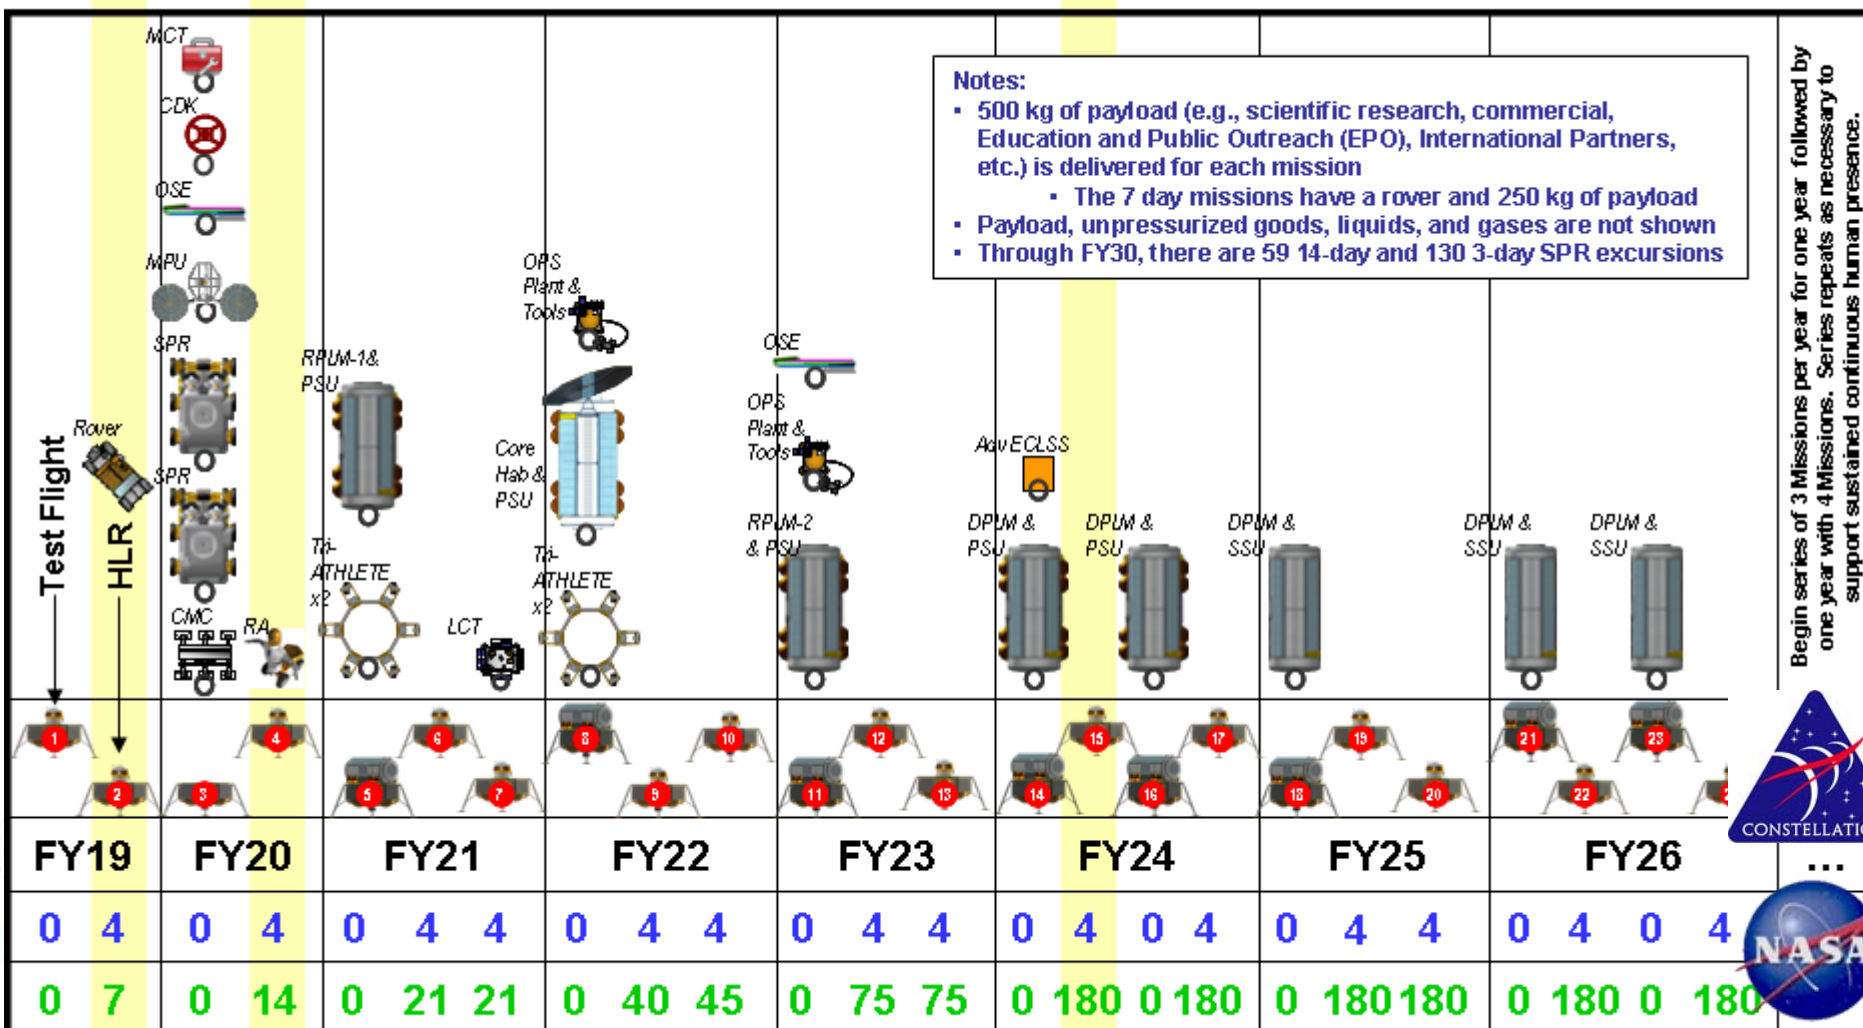 MCT
CDK
OSE
MPU
SPR
SPR
CMC
RA
Rover
Test Flight
HLR
RPLM-1&
PSU
Tri-
ATHLETE
x2
LCT
OPS
Plant &
Tools
Core
Hab &
PSU
Tri-
ATHLETE
x2
OSE
OPS
Plant &
Tools
RPLM-2
& PSU
Adv ECLSS
DPLM &
PSU
DPLM &
PSU
DPLM &
SSU
DPLM &
SSU
DPLM &
SSU
Notes:
▪ 500 kg of payload (e.g., scientific research, commercial,
Education and Public Outreach (EPO), International Partners,
etc.) is delivered for each mission
▪ The 7 day missions have a rover and 250 kg of payload
▪ Payload, unpressurized goods, liquids, and gases are not shown
▪ Through FY30, there are 59 14-day and 130 3-day SPR excursions
Begin series of 3 Missions per year for one year followed by
one year with 4 Missions. Series repeats as necessary to
support sustained continuous human presence.
1 2 3 4 5 6 7 8 9 10 11 12 13 14 15 16 17 18 19 20 21 22 23
CONSTELLATIO
FY19 FY20 FY21 FY22 FY23 FY24 FY25 FY26 ...
0 4 0 4 0 4 4 0 4 4 0 4 4 0 4 0 4 0 4 4 0 4 0 4
NASA
0 7 0 14 0 21 21 0 40 45 0 75 75 0 180 0 180 0 180 180 0 180 0 180